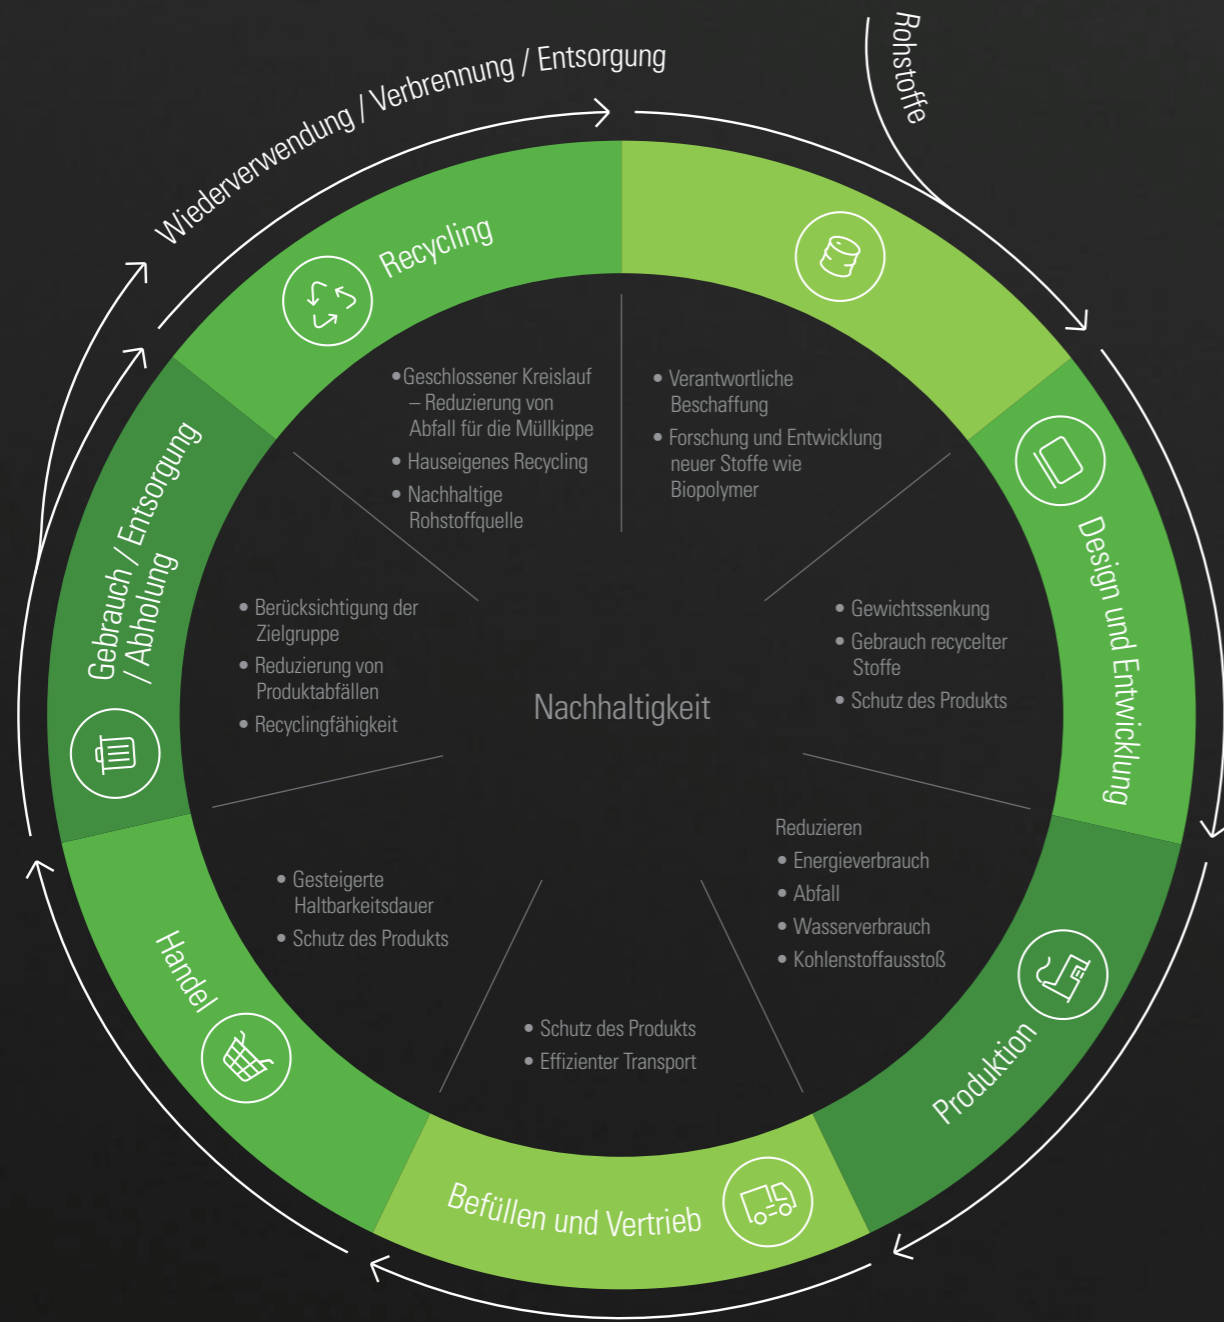 Rohstoffe
Wiederverwendung / Verbrennung / Entsorgung
Recycling
• Geschlossener Kreislauf
– Reduzierung von
Abfall für die Müllkippe
• Hauseigenes Recycling
• Nachhaltige
Rohstoffquelle
• Verantwortliche
Beschaffung
• Forschung und Entwicklung
neuer Stoffe wie
Biopolymer
Design und Entwicklung
• Gewichtssenkung
• Gebrauch recycelter
Stoffe
• Schutz des Produkts
Produktion
Reduzieren
• Energieverbrauch
• Abfall
• Wasserverbrauch
• Kohlenstoffausstoß
Befüllen und Vertrieb
• Schutz des Produkts
• Effizienter Transport
Handel
• Gesteigerte
Haltbarkeitsdauer
• Schutz des Produkts
Gebrauch / Entsorgung
/ Abholung
• Berücksichtigung der
Zielgruppe
• Reduzierung von
Produktabfällen
• Recyclingfähigkeit
Nachhaltigkeit